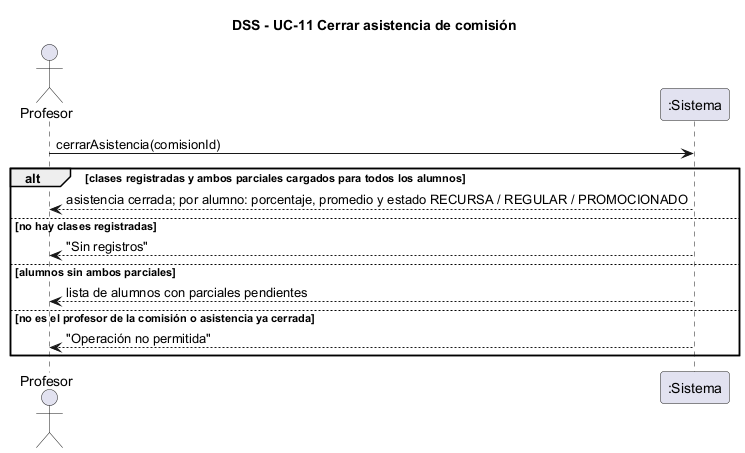 DSS - UC-11 Cerrar asistencia de comisión
Profesor
:Sistema
cerrarAsistencia(comisionId)
alt [clases registradas y ambos parciales cargados para todos los alumnos]
asistencia cerrada; por alumno: porcentaje, promedio y estado RECURSA / REGULAR / PROMOCIONADO
[no hay clases registradas]
"Sin registros"
[alumnos sin ambos parciales]
lista de alumnos con parciales pendientes
[no es el profesor de la comisión o asistencia ya cerrada]
"Operación no permitida"
Profesor
:Sistema